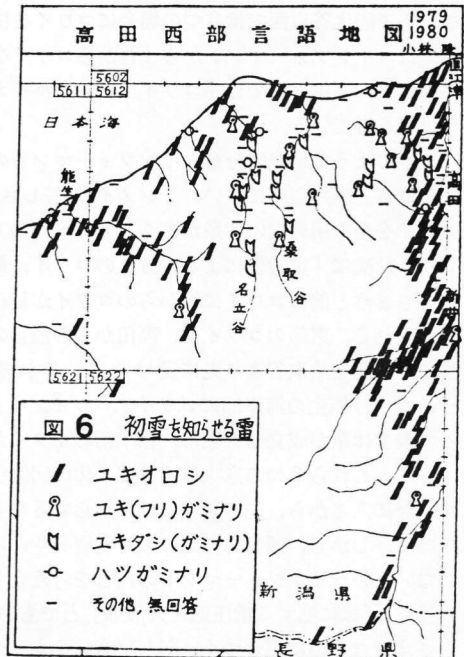 高田西部言語地図
1979
1980
小林 隆
直江津
5602
5611 5612
日本海
能生
高田
桑取谷
名立谷
新井
5621 5622
図6 初雪を知らせる雷
ユキオロシ
ユキ(フリ)ガミナリ
ユキダシ(ガミナリ)
ハツガミナリ
その他,無回答
新潟県
長野県